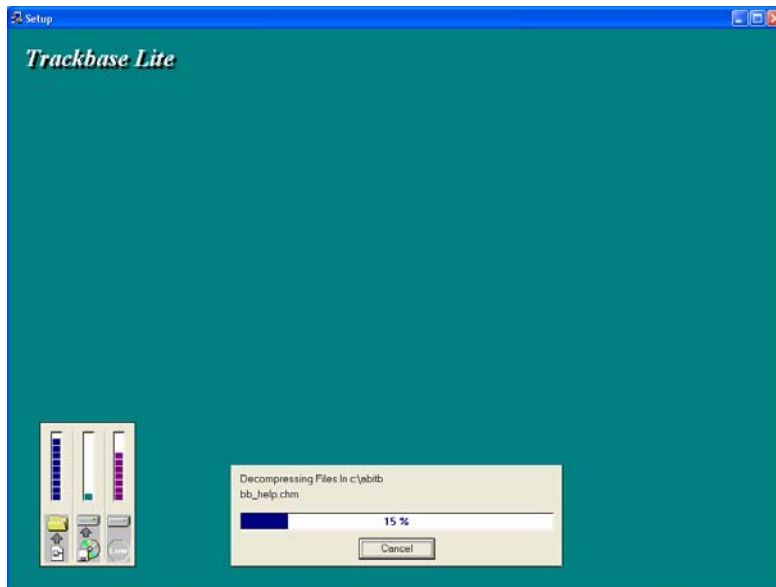 Setup
Trackbase Lite
Decompressing Files In c:\abitb
bb_help.chm
15 %
Cancel